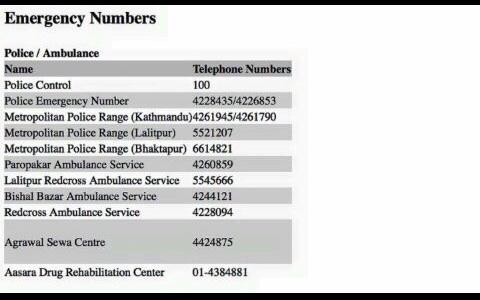 Emergency Numbers
Police / Ambulance
Name Telephone Numbers
Police Control 100
Police Emergency Number 4228435/4226853
Metropolitan Police Range (Kathmandu) 4261945/4261790
Metropolitan Police Range (Lalitpur) 5521207
Metropolitan Police Range (Bhaktapur) 6614821
Paropakar Ambulance Service 4260859
Lalitpur Redcross Ambulance Service 5545666
Bishal Bazar Ambulance Service 4244121
Redcross Ambulance Service 4228094
Agrawal Sewa Centre 4424875
Aasara Drug Rehabilitation Center 01-4384881